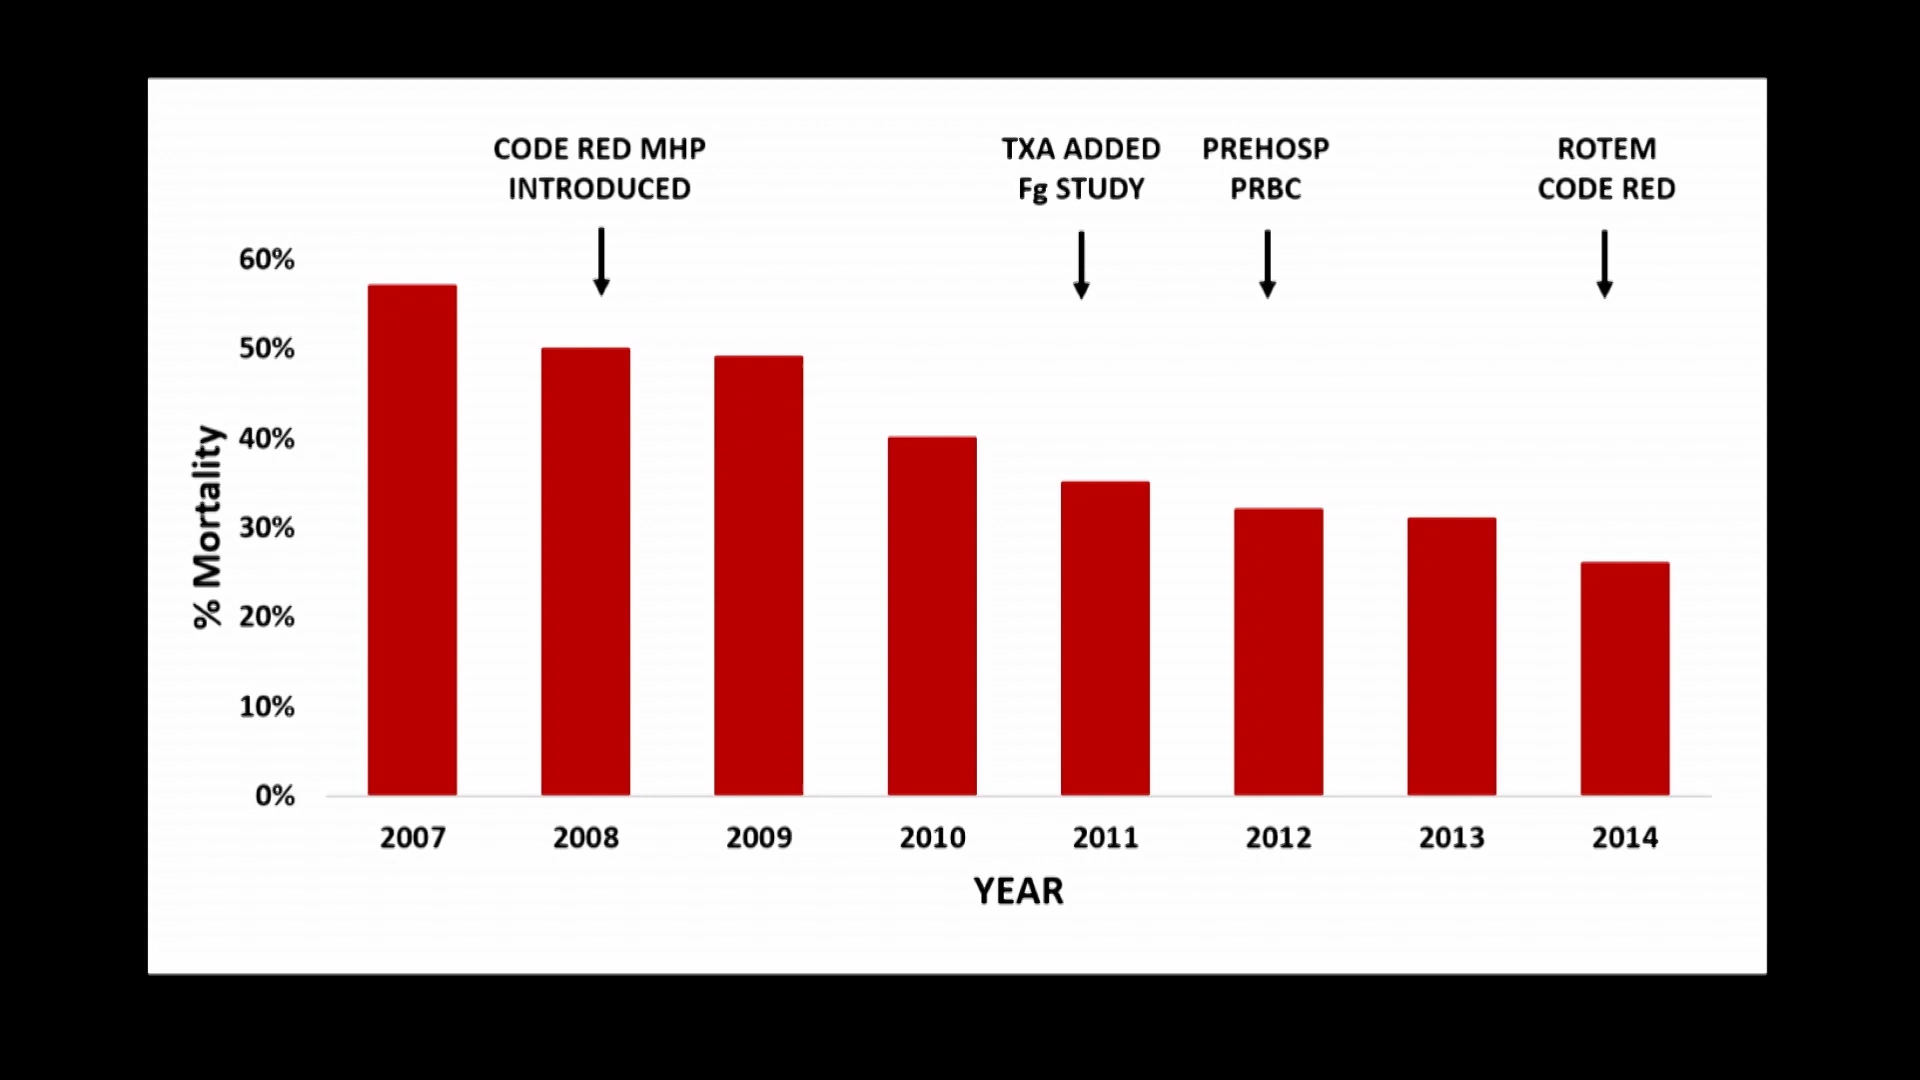 CODE RED MHP
INTRODUCED
TXA ADDED
Fg STUDY
PREHOSP
PRBC
ROTEM
CODE RED
60%
50%
40%
30%
20%
10%
0%
% Mortality
2007
2008
2009
2010
2011
2012
2013
2014
YEAR